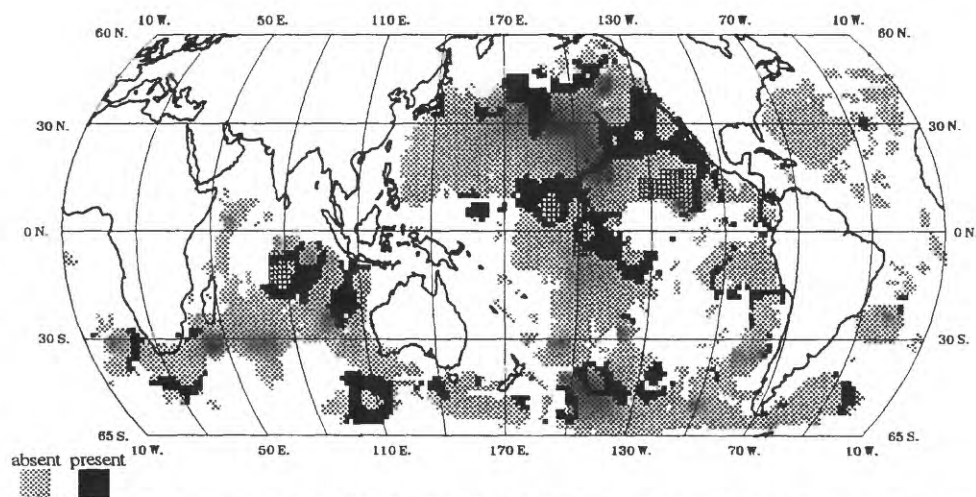 10 W. 50 E. 110 E. 170 E. 130 W. 70 W. 10 W.
60 N. 60 N.
30 N. 30 N.
0 N. 0 N.
30 S. 30 S.
65 S. 65 S.
10 W. 50 E. 110 E. 170 E. 130 W. 70 W. 10 W.
absent present